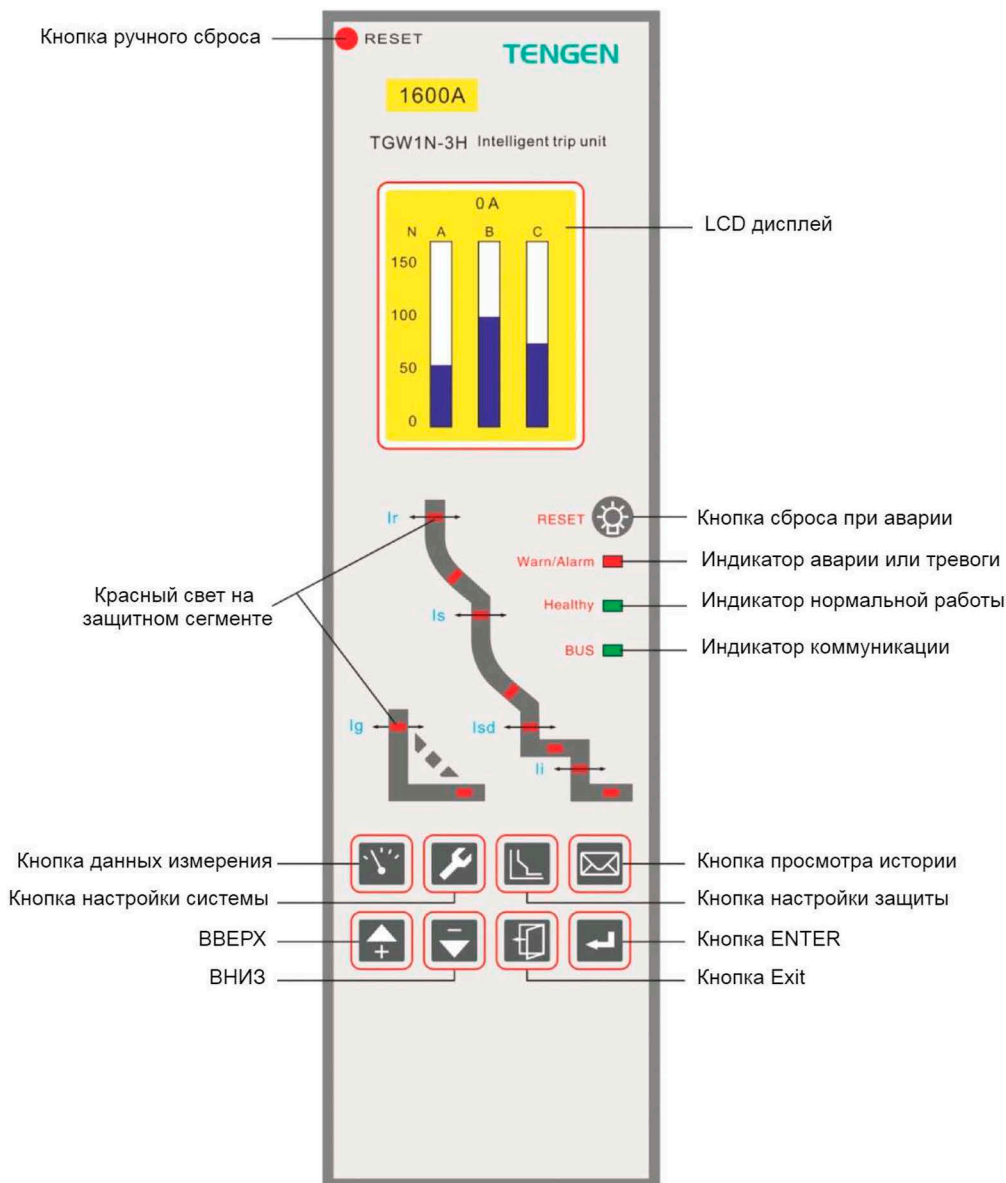 Кнопка ручного сброса
RESET
TENGEN
1600A
TGW1N-3H Intelligent trip unit
0 A
N A B C
150
100
50
0
LCD дисплей
Ir
RESET
Кнопка сброса при аварии
Warn/Alarm
Индикатор аварии или тревоги
Красный свет на
защитном сегменте
Is
Healthy
Индикатор нормальной работы
BUS
Индикатор коммуникации
Ig
Isd
Ii
Кнопка данных измерения
Кнопка просмотра истории
Кнопка настройки системы
Кнопка настройки защиты
ВВЕРХ
Кнопка ENTER
ВНИЗ
Кнопка Exit